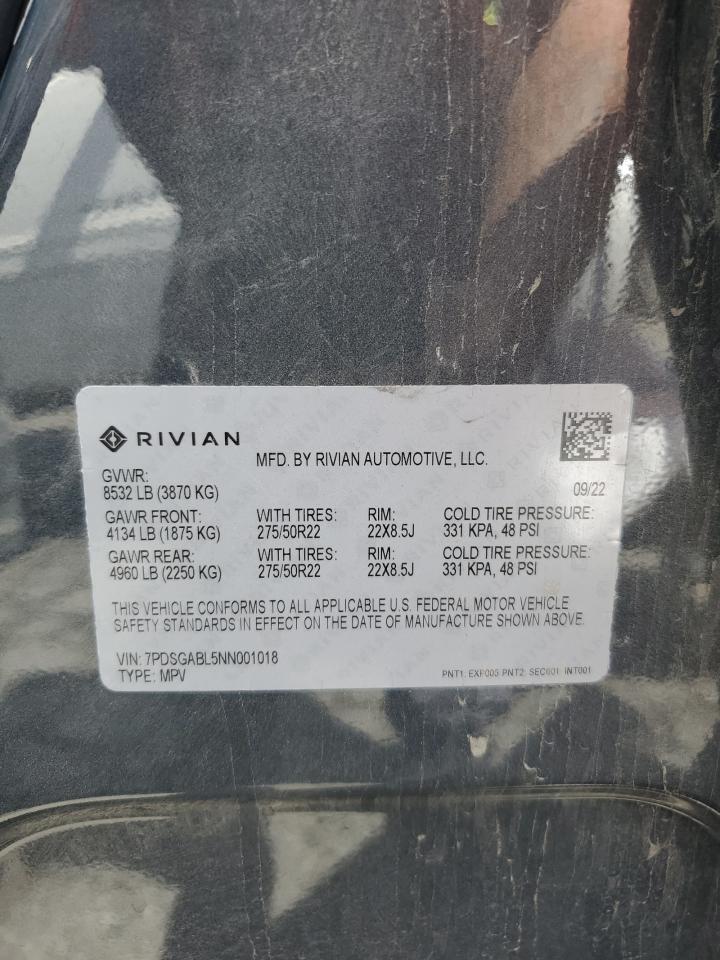 RIVIAN
MFD. BY RIVIAN AUTOMOTIVE, LLC.
GVWR:
8532 LB (3870 KG)
09/22
GAWR FRONT: WITH TIRES: RIM: COLD TIRE PRESSURE:
4134 LB (1875 KG) 275/50R22 22X8.5J 331 KPA, 48 PSI
GAWR REAR: WITH TIRES: RIM: COLD TIRE PRESSURE:
4960 LB (2250 KG) 275/50R22 22X8.5J 331 KPA, 48 PSI
THIS VEHICLE CONFORMS TO ALL APPLICABLE U.S. FEDERAL MOTOR VEHICLE
SAFETY STANDARDS IN EFFECT ON THE DATE OF MANUFACTURE SHOWN ABOVE.
VIN: 7PDSGABL5NN001018
TYPE: MPV
PNT1: PNT2: INT001